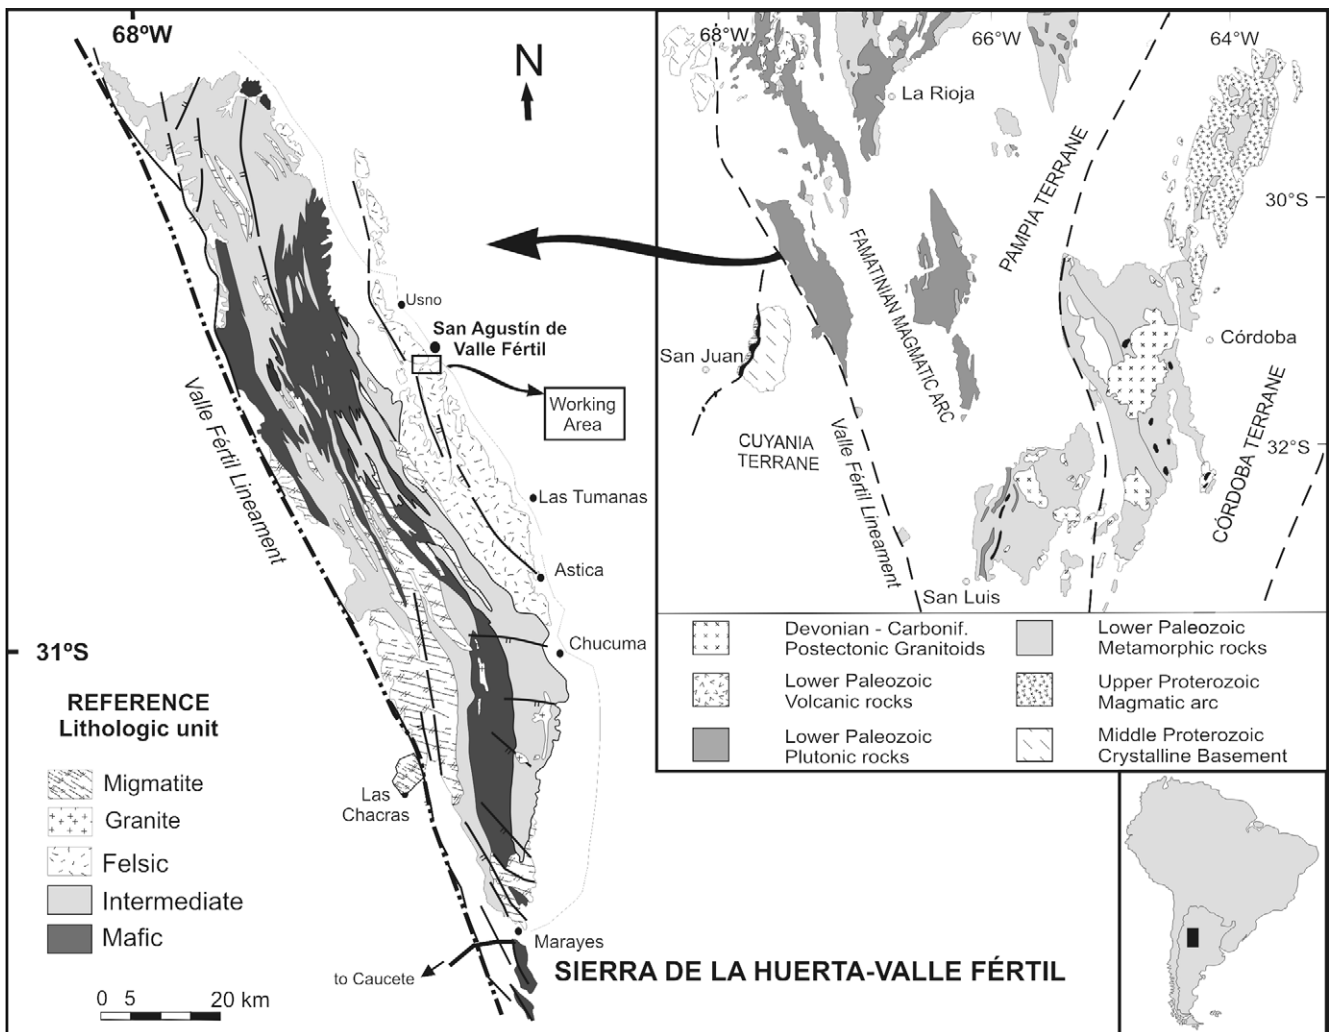 68ºW
N
Usno
San Agustín de
Valle Fértil
Working
Area
Valle Fértil Lineament
Las Tumanas
Astica
Chucuma
31ºS
REFERENCE
Lithologic unit
Migmatite
Granite
Felsic
Intermediate
Mafic
Las
Chacras
Marayes
to Caucete
SIERRA DE LA HUERTA-VALLE FÉRTIL
0 5 20 km
68°W
66°W
64°W
La Rioja
30°S
PAMPIA TERRANE
FAMATINIAN MAGMATIC ARC
San Juan
Córdoba
CUYANIA
TERRANE
Valle Fértil Lineament
32°S
CÓRDOBA TERRANE
San Luis
Devonian - Carbonif.
Postectonic Granitoids
Lower Paleozoic
Volcanic rocks
Lower Paleozoic
Plutonic rocks
Lower Paleozoic
Metamorphic rocks
Upper Proterozoic
Magmatic arc
Middle Proterozoic
Crystalline Basement